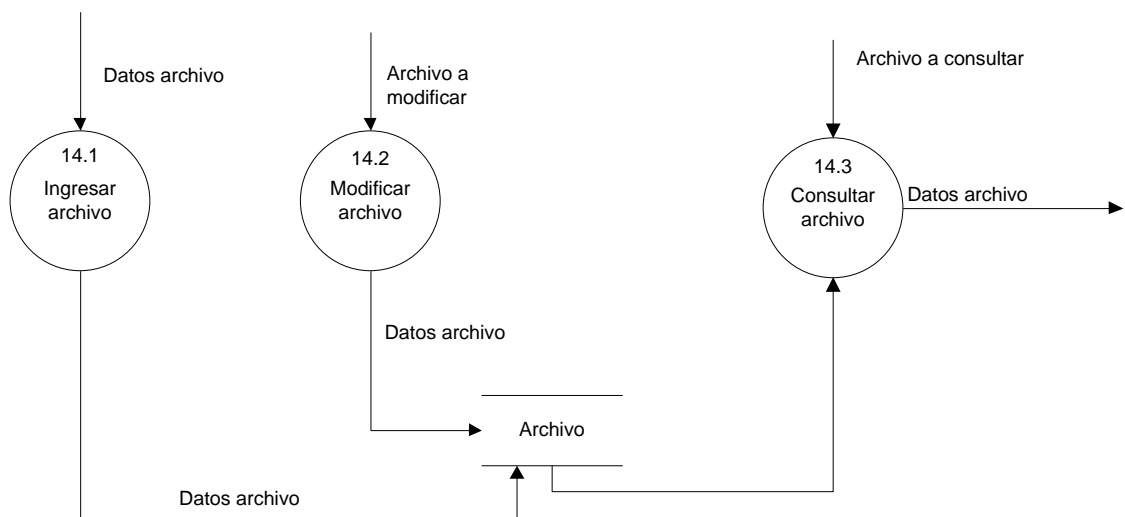 Datos archivo
Archivo a
modificar
Archivo a consultar
14.1
Ingresar
archivo
14.2
Modificar
archivo
14.3
Consultar
archivo
Datos archivo
Datos archivo
Archivo
Datos archivo